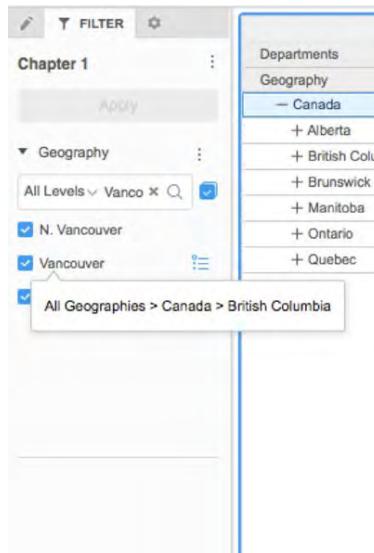 FILTER
Chapter 1
Apply
Geography
All Levels Vanco
N. Vancouver
Vancouver
All Geographies > Canada > British Columbia
Departments
Geography
Canada
Alberta
British Colu
Brunswick
Manitoba
Ontario
Quebec